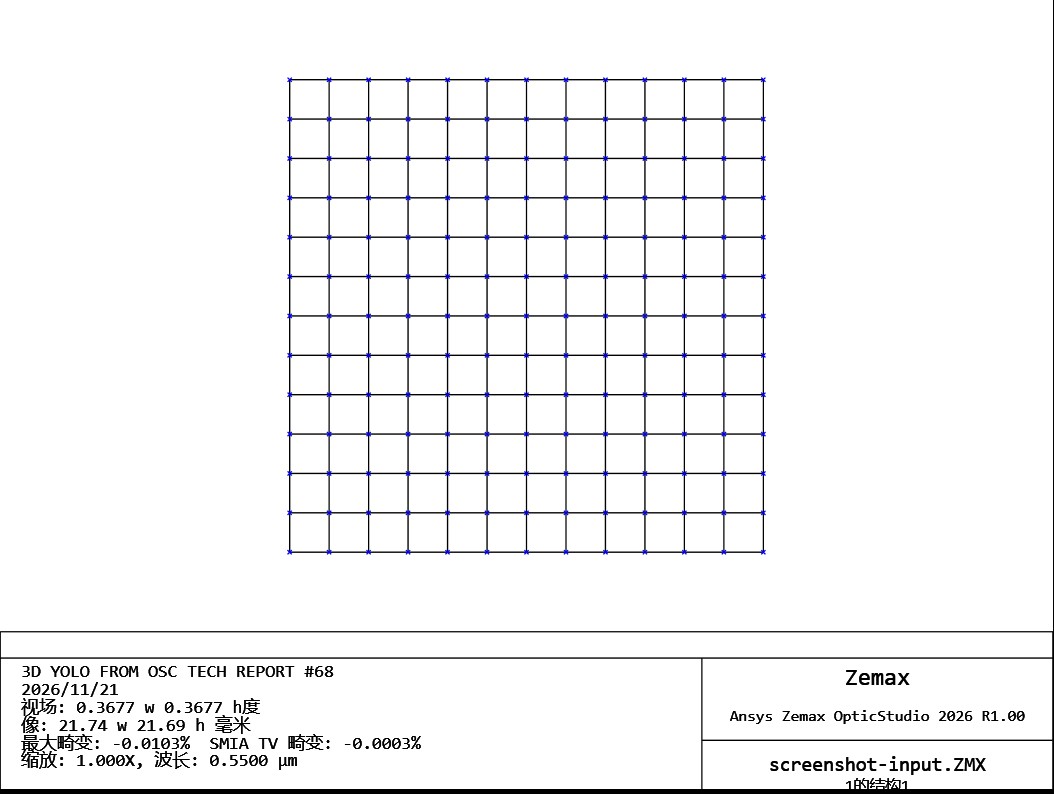 3D YOLO FROM OSC TECH REPORT #68
2026/11/21
视场: 0.3677 w 0.3677 h度
像: 21.74 w 21.69 h 毫米
最大畸变: -0.0103%  SMIA TV 畸变: -0.0003%
缩放: 1.000X, 波长: 0.5500 µm
Zemax
Ansys Zemax OpticStudio 2026 R1.00
screenshot-input.ZMX
1的结构1